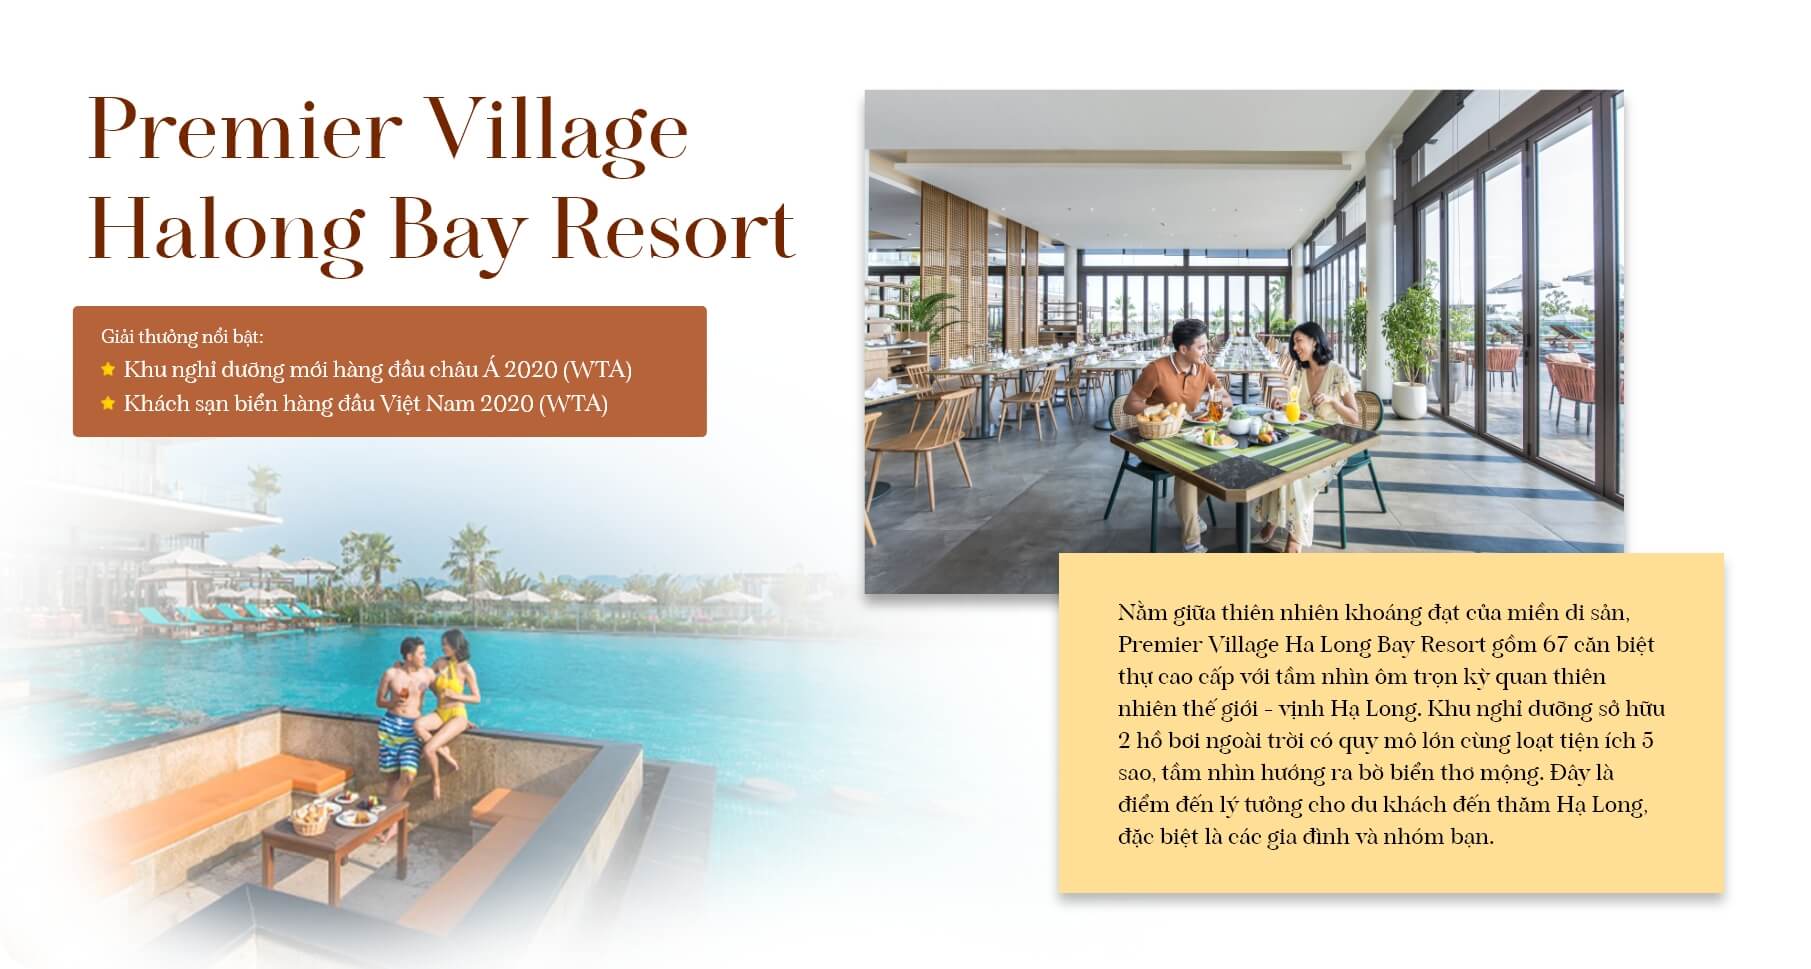 Premier Village
Halong Bay Resort
Giải thưởng nổi bật:
Khu nghỉ dưỡng mới hàng đầu châu Á 2020 (WTA)
Khách sạn biển hàng đầu Việt Nam 2020 (WTA)
Nằm giữa thiên nhiên khoáng đạt của miền di sản,
Premier Village Ha Long Bay Resort gồm 67 căn biệt
thự cao cấp với tầm nhìn ôm trọn kỳ quan thiên
nhiên thế giới - vịnh Hạ Long. Khu nghỉ dưỡng sở hữu
2 hồ bơi ngoài trời có quy mô lớn cùng loạt tiện ích 5
sao, tầm nhìn hướng ra bờ biển thơ mộng. Đây là
điểm đến lý tưởng cho du khách đến thăm Hạ Long,
đặc biệt là các gia đình và nhóm bạn.